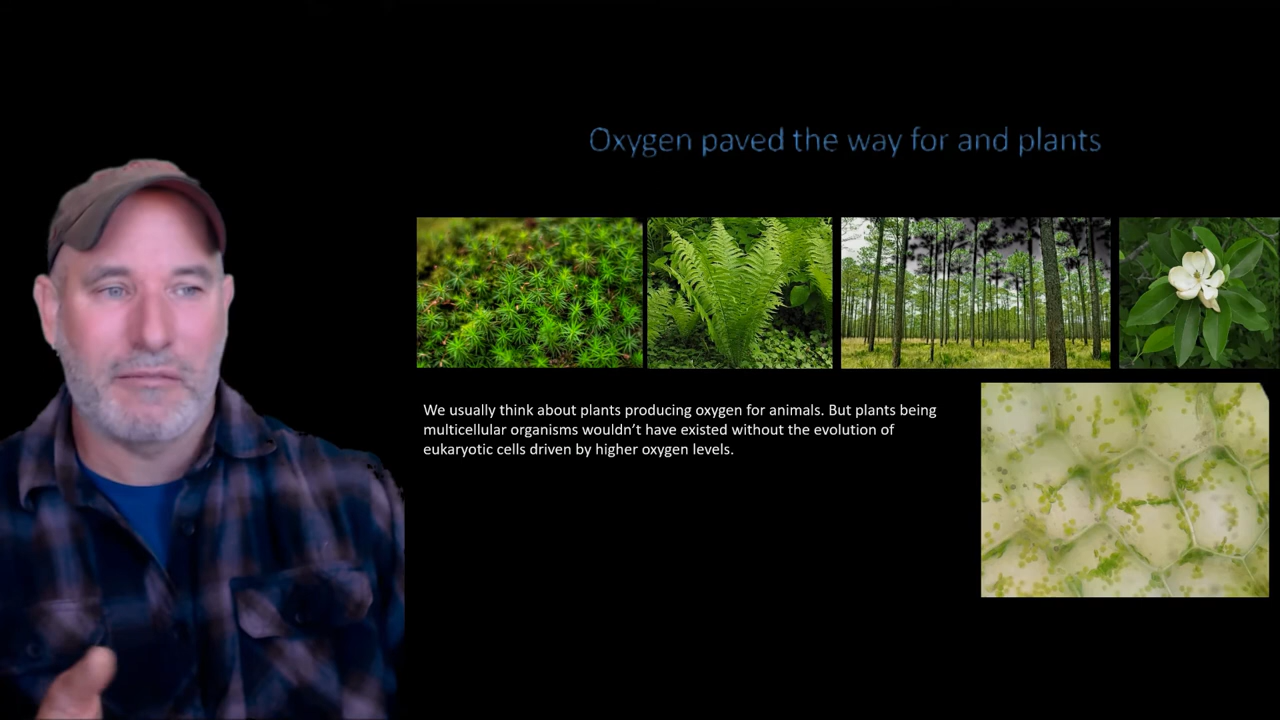 Oxygen paved the way for and plants
We usually think about plants producing oxygen for animals. But plants being
multicellular organisms wouldn’t have existed without the evolution of
eukaryotic cells driven by higher oxygen levels.